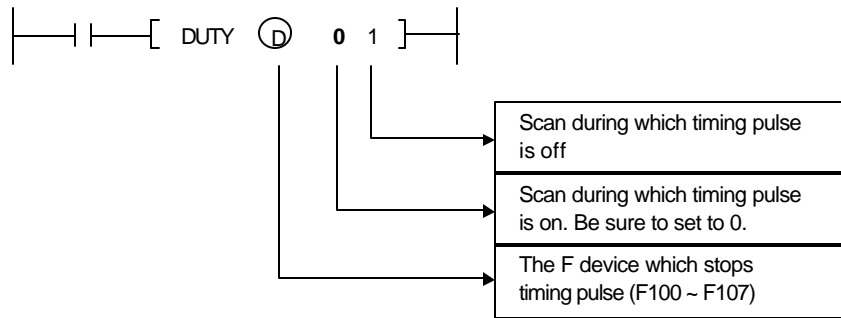 DUTY D 0 1
Scan during which timing pulse
is off
Scan during which timing pulse
is on. Be sure to set to 0.
The F device which stops
timing pulse (F100 ~ F107)